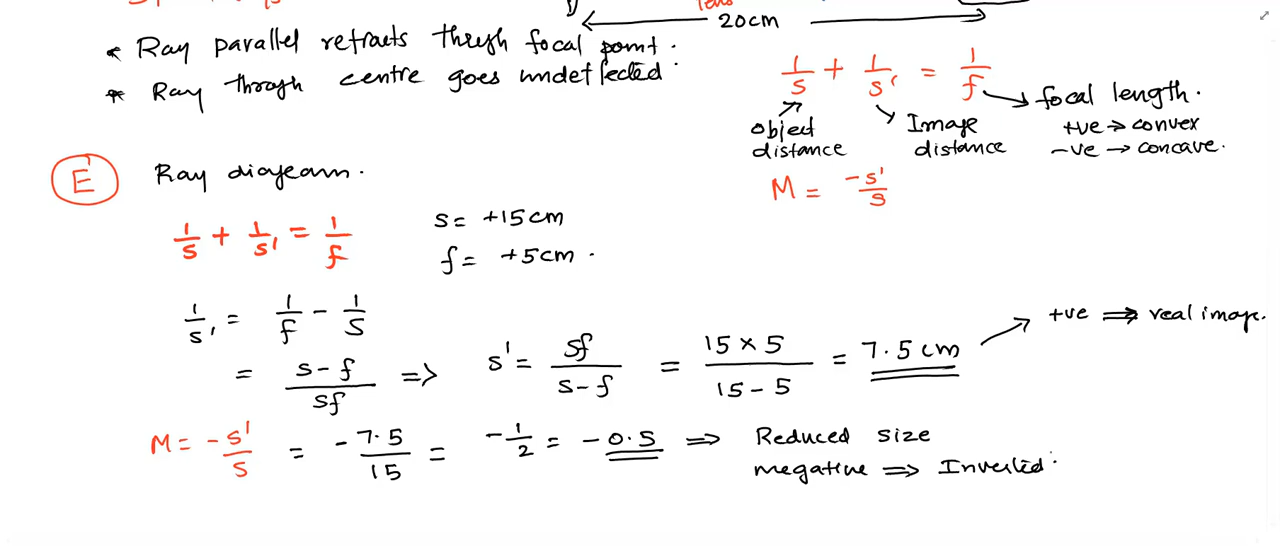 20cm
* Ray parallel retracts through focal point.
* Ray through centre goes undeflected.
1/s + 1/s' = 1/f → focal length.
Object distance
Image distance
+ve → convex
-ve → concave.
M = -s'/s
E Ray diagram.
1/s + 1/s' = 1/f
s = +15cm
f = +5cm.
1/s' = 1/f - 1/s
= s-f/sf => s' = sf/s-f = 15 × 5/15 - 5 = 7.5 cm
+ve ⇒ real image.
M = -s'/s = -7.5/15 = -1/2 = -0.5 ⇒ Reduced size
negative ⇒ Inverted.